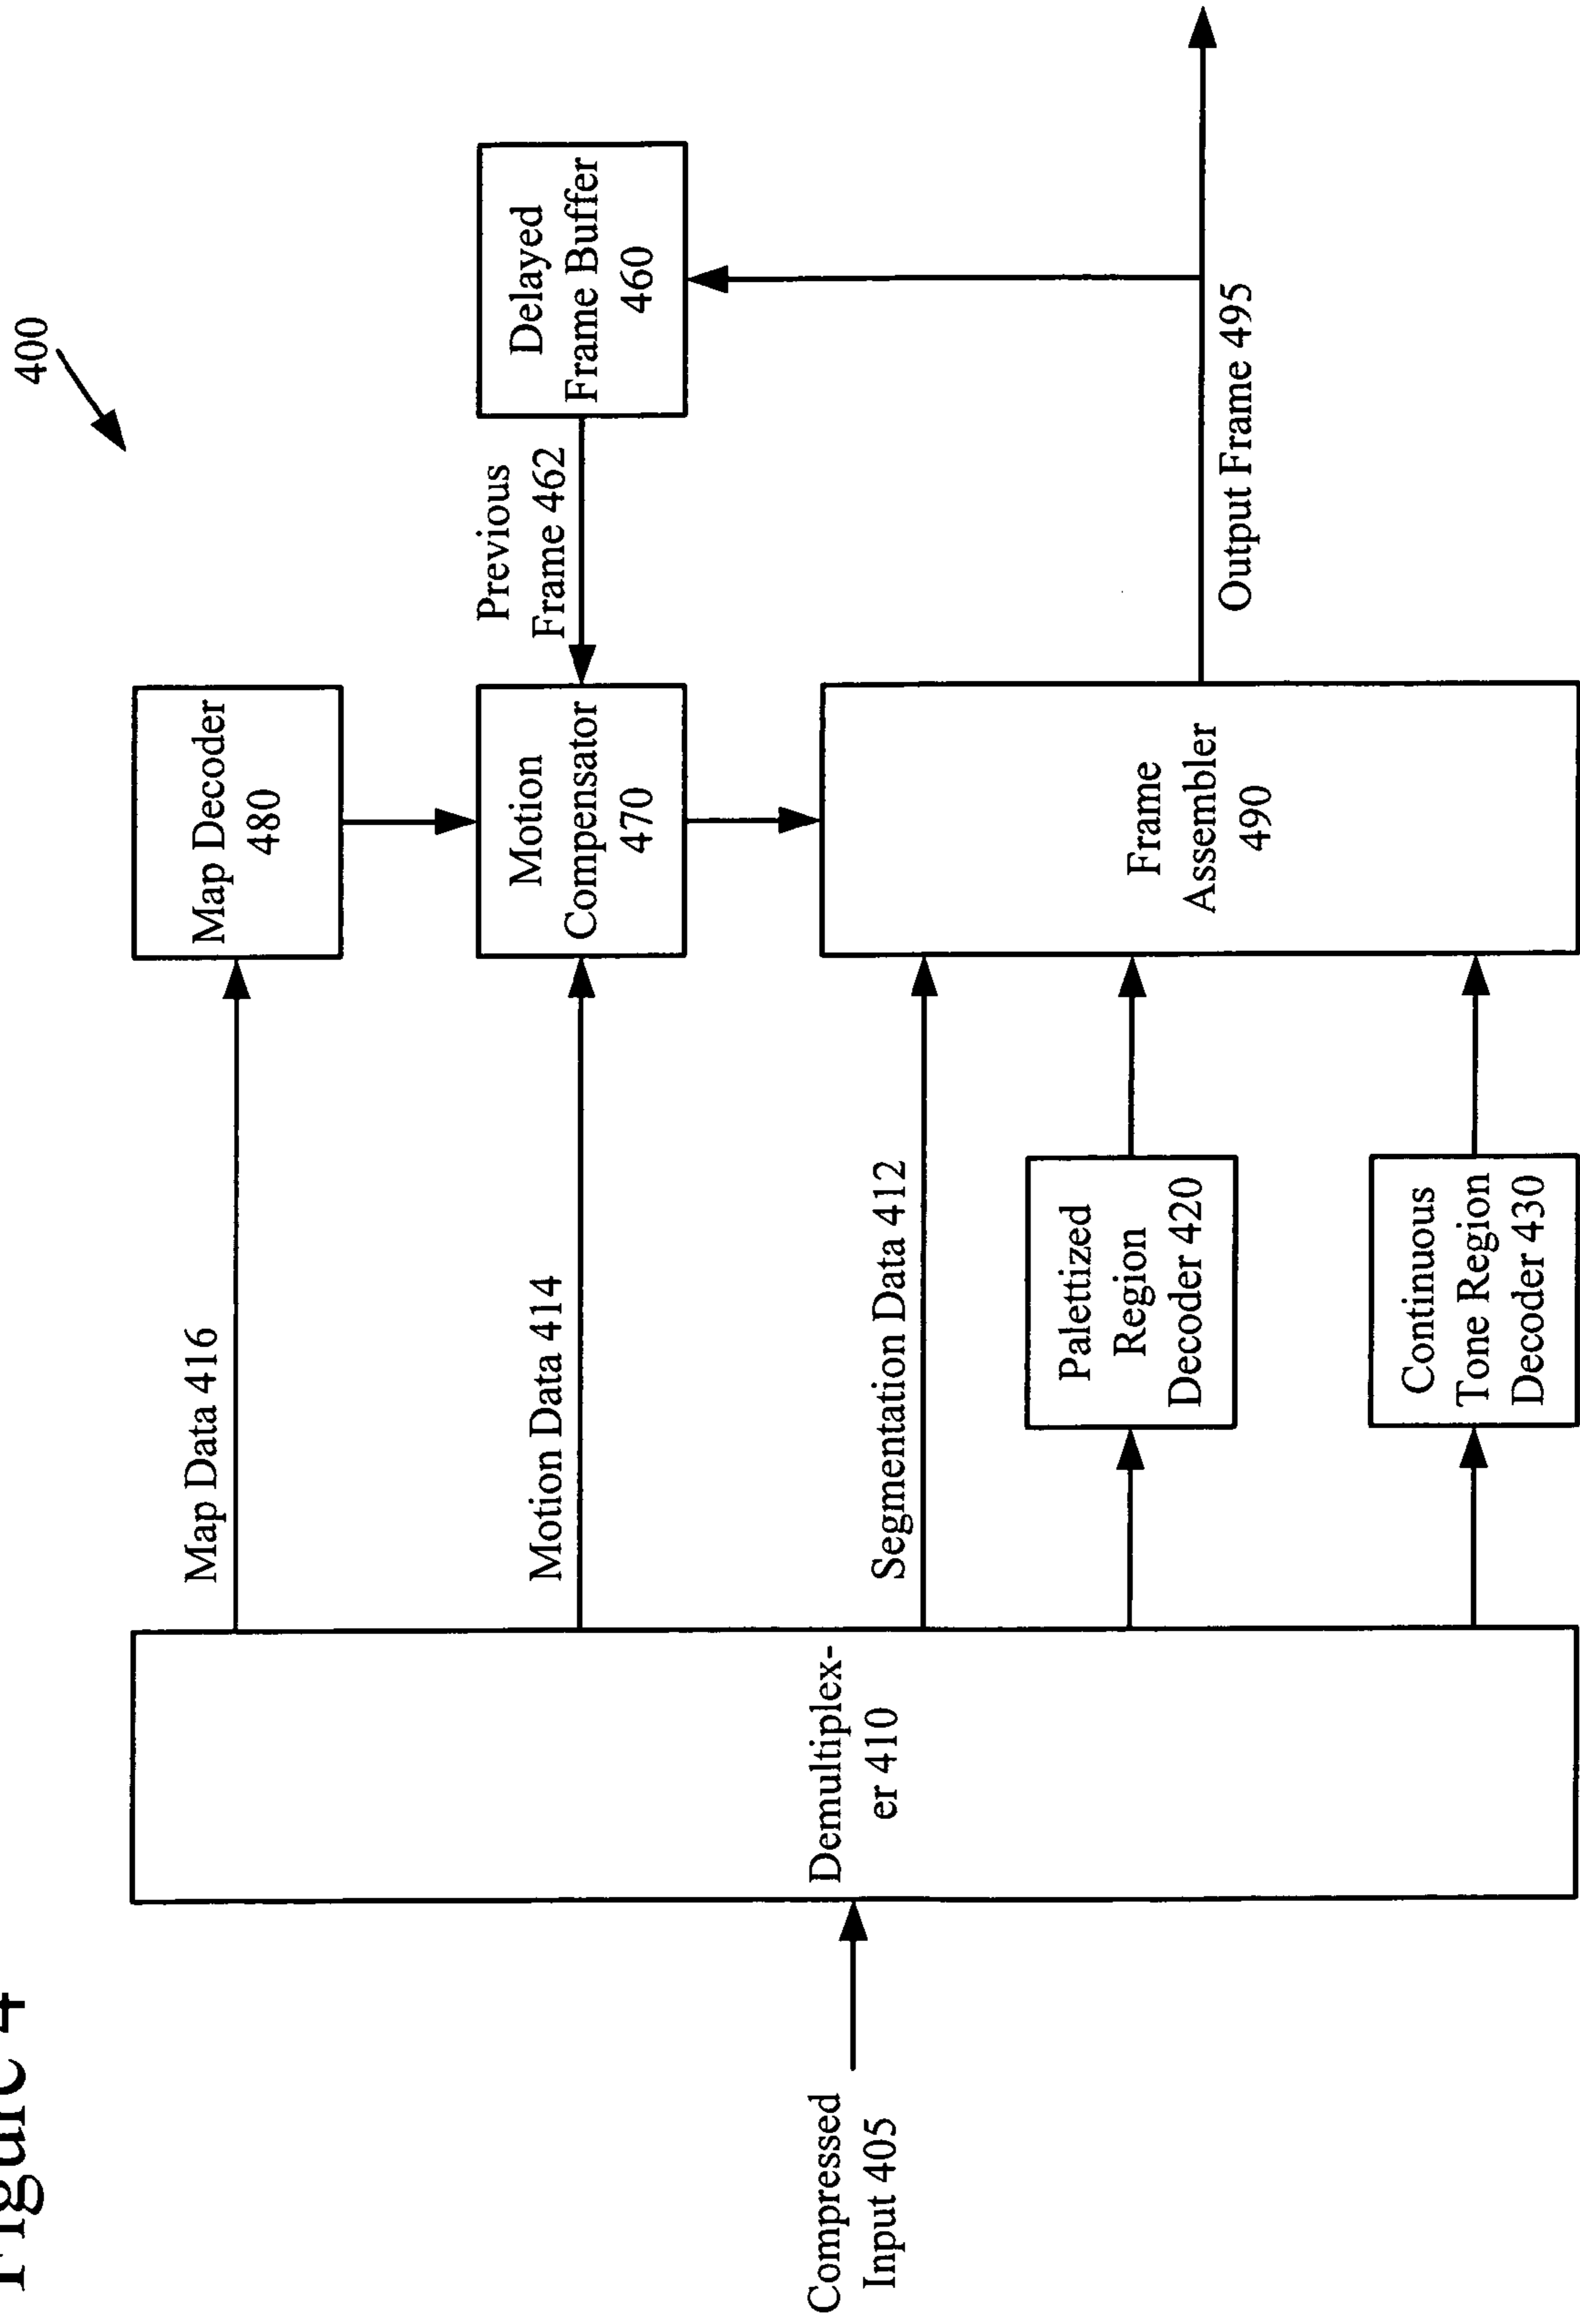 Figure 4
400
Map Decoder
480
Map Data 416
Delayed
Frame Buffer
460
Previous
Frame 462
Motion
Compensator
470
Motion Data 414
Demultiplex-
er 410
Compressed
Input 405
Segmentation Data 412
Palettized
Region
Decoder 420
Frame
Assembler
490
Output Frame 495
Continuous
Tone Region
Decoder 430